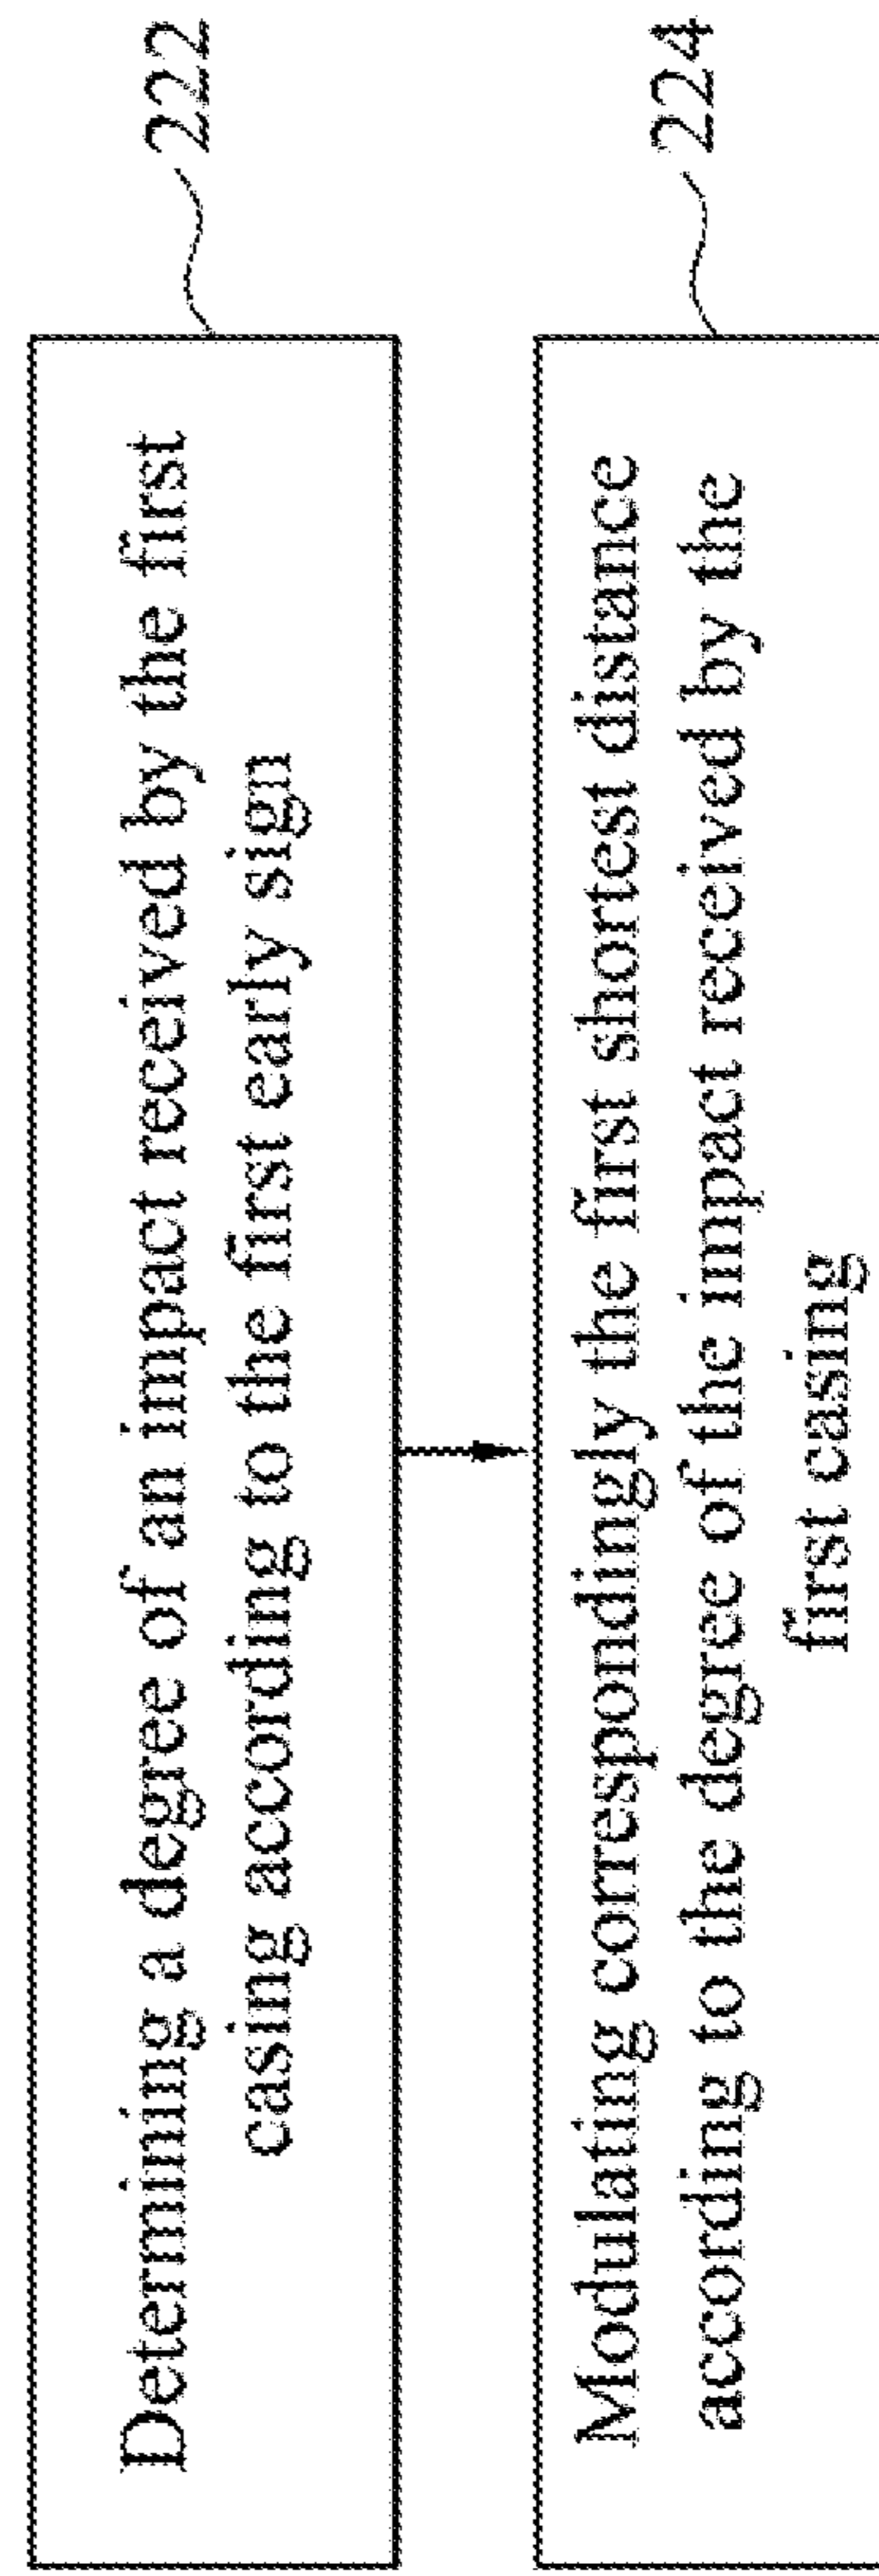 Determining a degree of an impact received by the first
casing according to the first early sign
222
Modulating correspondingly the first shortest distance
according to the degree of the impact received by the
first casing
224